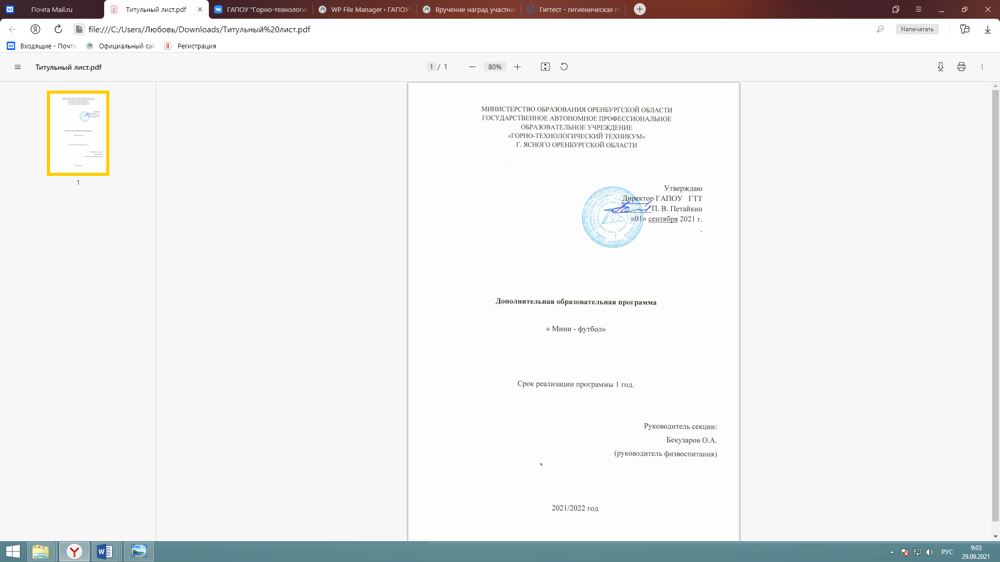 Почта Mail.ru
Титульный лист.pdf
ГАПОУ "Горно-технологич
WP File Manager ‹ ГАПОУ
Вручение наград участни
Гигтест - гигиеническая п
file:///C:/Users/Любовь/Downloads/Титульный%20лист.pdf
Напечатать
Входящие - Почта
Официальный сай
Регистрация
Титульный лист.pdf
1 / 1
80%
1
МИНИСТЕРСТВО ОБРАЗОВАНИЯ ОРЕНБУРГСКОЙ ОБЛАСТИ
ГОСУДАРСТВЕННОЕ АВТОНОМНОЕ ПРОФЕССИОНАЛЬНОЕ
ОБРАЗОВАТЕЛЬНОЕ УЧРЕЖДЕНИЕ
«ГОРНО-ТЕХНОЛОГИЧЕСКИЙ ТЕХНИКУМ»
Г. ЯСНОГО ОРЕНБУРГСКОЙ ОБЛАСТИ
Утверждаю
Директор ГАПОУ ГТТ
П. В. Петайкин
«01» сентября 2021 г.
.
Дополнительная образовательная программа
« Мини - футбол»
Срок реализации программы 1 год.
Руководитель секции:
Бекузаров О.А.
(руководитель физвоспитания)
2021/2022 год
РУС
9:03
29.09.2021